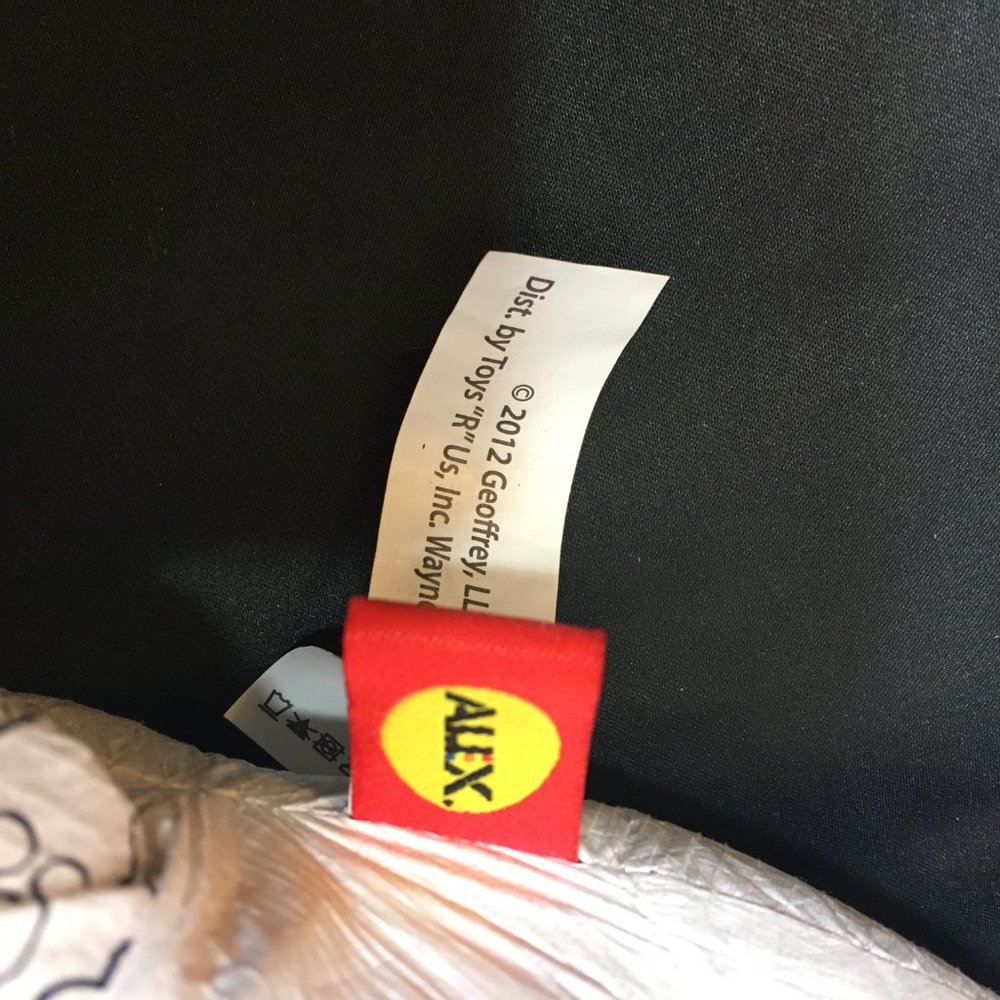 © 2012 Geoffrey, LL
Dist. by Toys "R" Us, Inc. Wayne
ALEX.